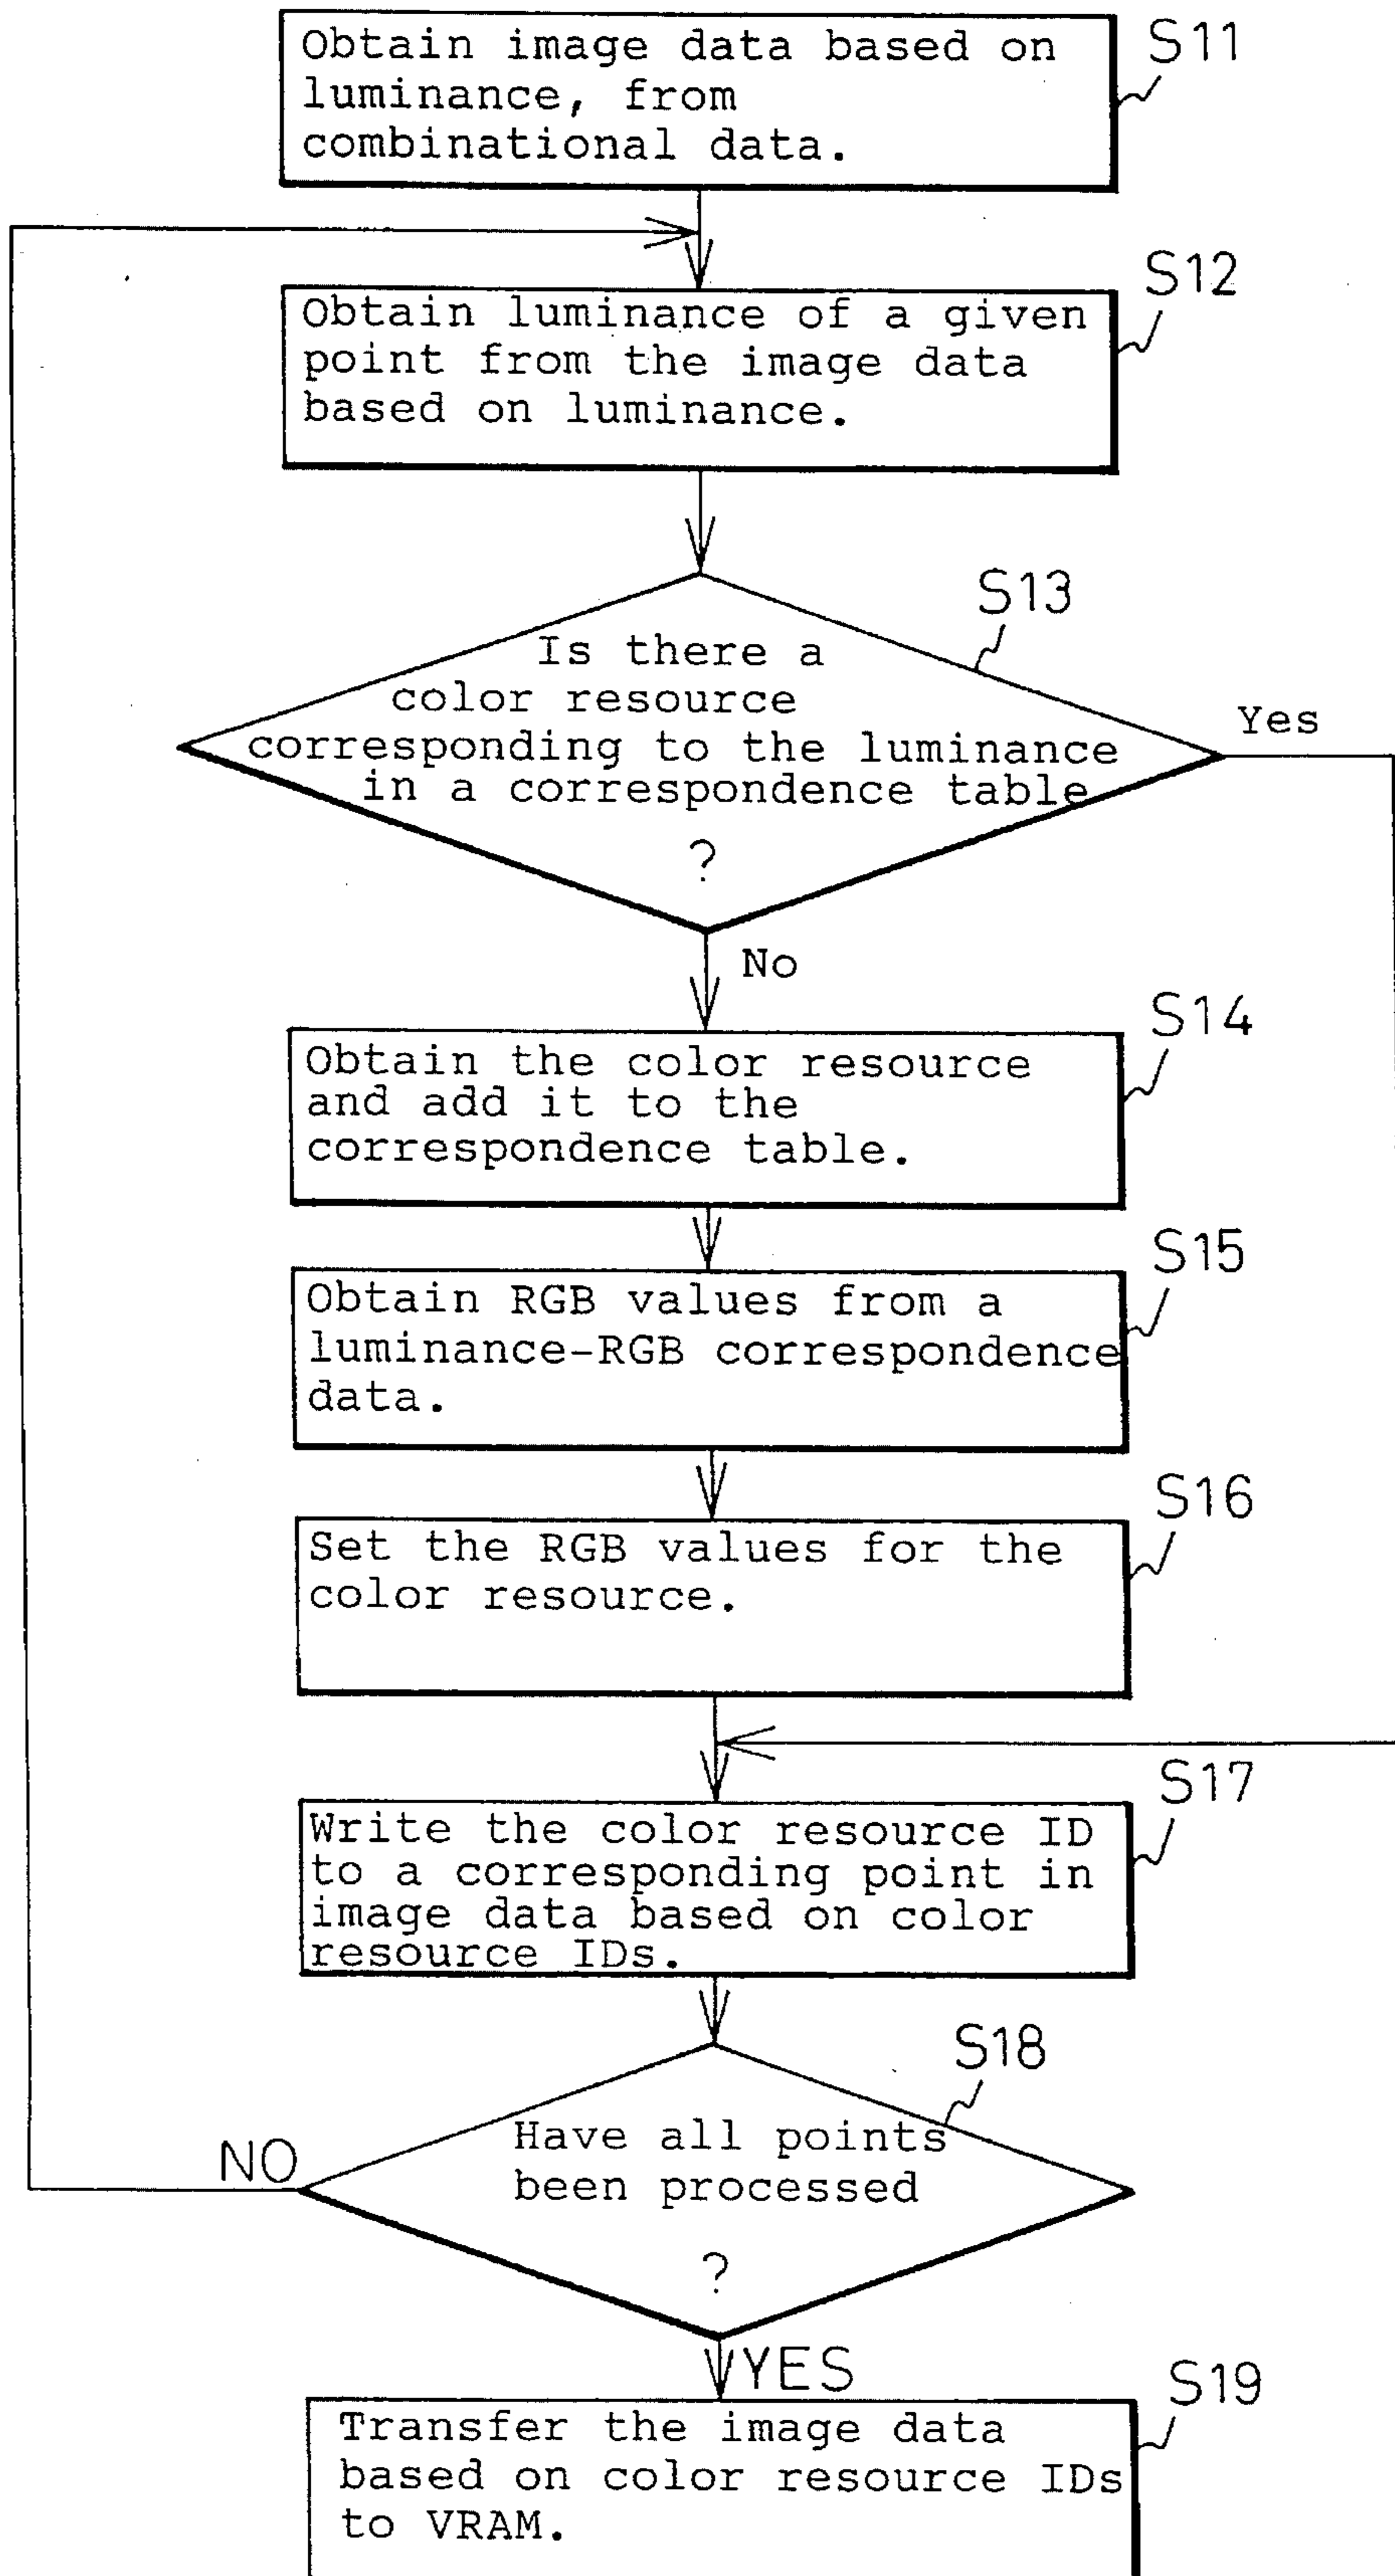 Obtain image data based on
luminance, from
combinational data.
S11
Obtain luminance of a given
point from the image data
based on luminance.
S12
S13
Is there a
color resource
corresponding to the luminance
in a correspondence table
?
Yes
No
S14
Obtain the color resource
and add it to the
correspondence table.
S15
Obtain RGB values from a
luminance-RGB correspondence
data.
S16
Set the RGB values for the
color resource.
S17
Write the color resource ID
to a corresponding point in
image data based on color
resource IDs.
S18
Have all points
been processed
?
NO
YES
S19
Transfer the image data
based on color resource IDs
to VRAM.